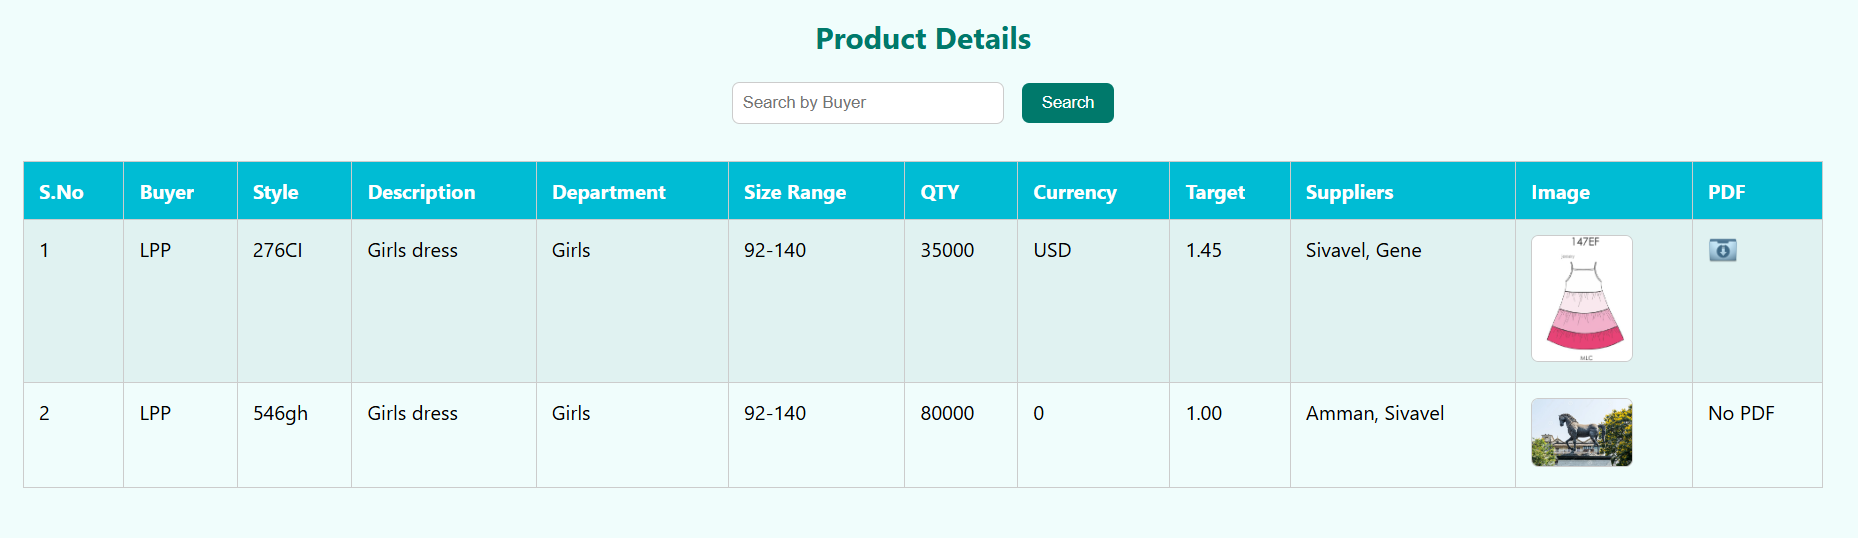 Product Details
Search by Buyer Search
S.No Buyer Style Description Department Size Range QTY Currency Target Suppliers Image PDF
1 LPP 276CI Girls dress Girls 92-140 35000 USD 1.45 Sivavel, Gene
147EF
MLC
2 LPP 546gh Girls dress Girls 92-140 80000 0 1.00 Amman, Sivavel No PDF